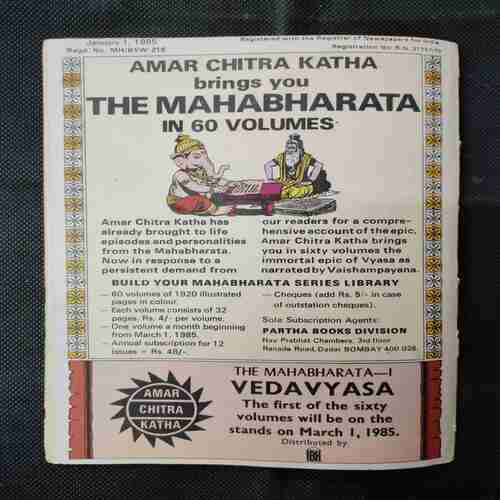 January 1, 1985
Registered with the Registrar of Newspapers for India
Regd. No. MH/BYW 218
Registration No. R.N.
AMAR CHITRA KATHA
brings you
THE MAHABHARATA
IN 60 VOLUMES
Amar Chitra Katha has
already brought to life
episodes and personalities
from the Mahabharata.
Now in response to a
persistent demand from
our readers for a compre-
hensive account of the epic,
Amar Chitra Katha brings
you in sixty volumes the
immortal epic of Vyasa as
narrated by Vaishampayana.
BUILD YOUR MAHABHARATA SERIES LIBRARY
— 60 volumes of 1920 illustrated
pages in colour.
— Each volume consists of 32
pages, Rs. 4/- per volume.
— One volume a month beginning
from March 1, 1985.
— Annual subscription for 12
issues = Rs. 48/-.
— Cheques (add Rs. 5/- in case
of outstation cheques).
Sole Subscription Agents:
PARTHA BOOKS DIVISION
Nav Prabhat Chambers, 3rd floor
Ranade Road, Dadar BOMBAY 400 028.
AMAR
CHITRA
KATHA
THE MAHABHARATA—I
VEDAVYASA
The first of the sixty
volumes will be on the
stands on March 1, 1985.
Distributed by
IBH